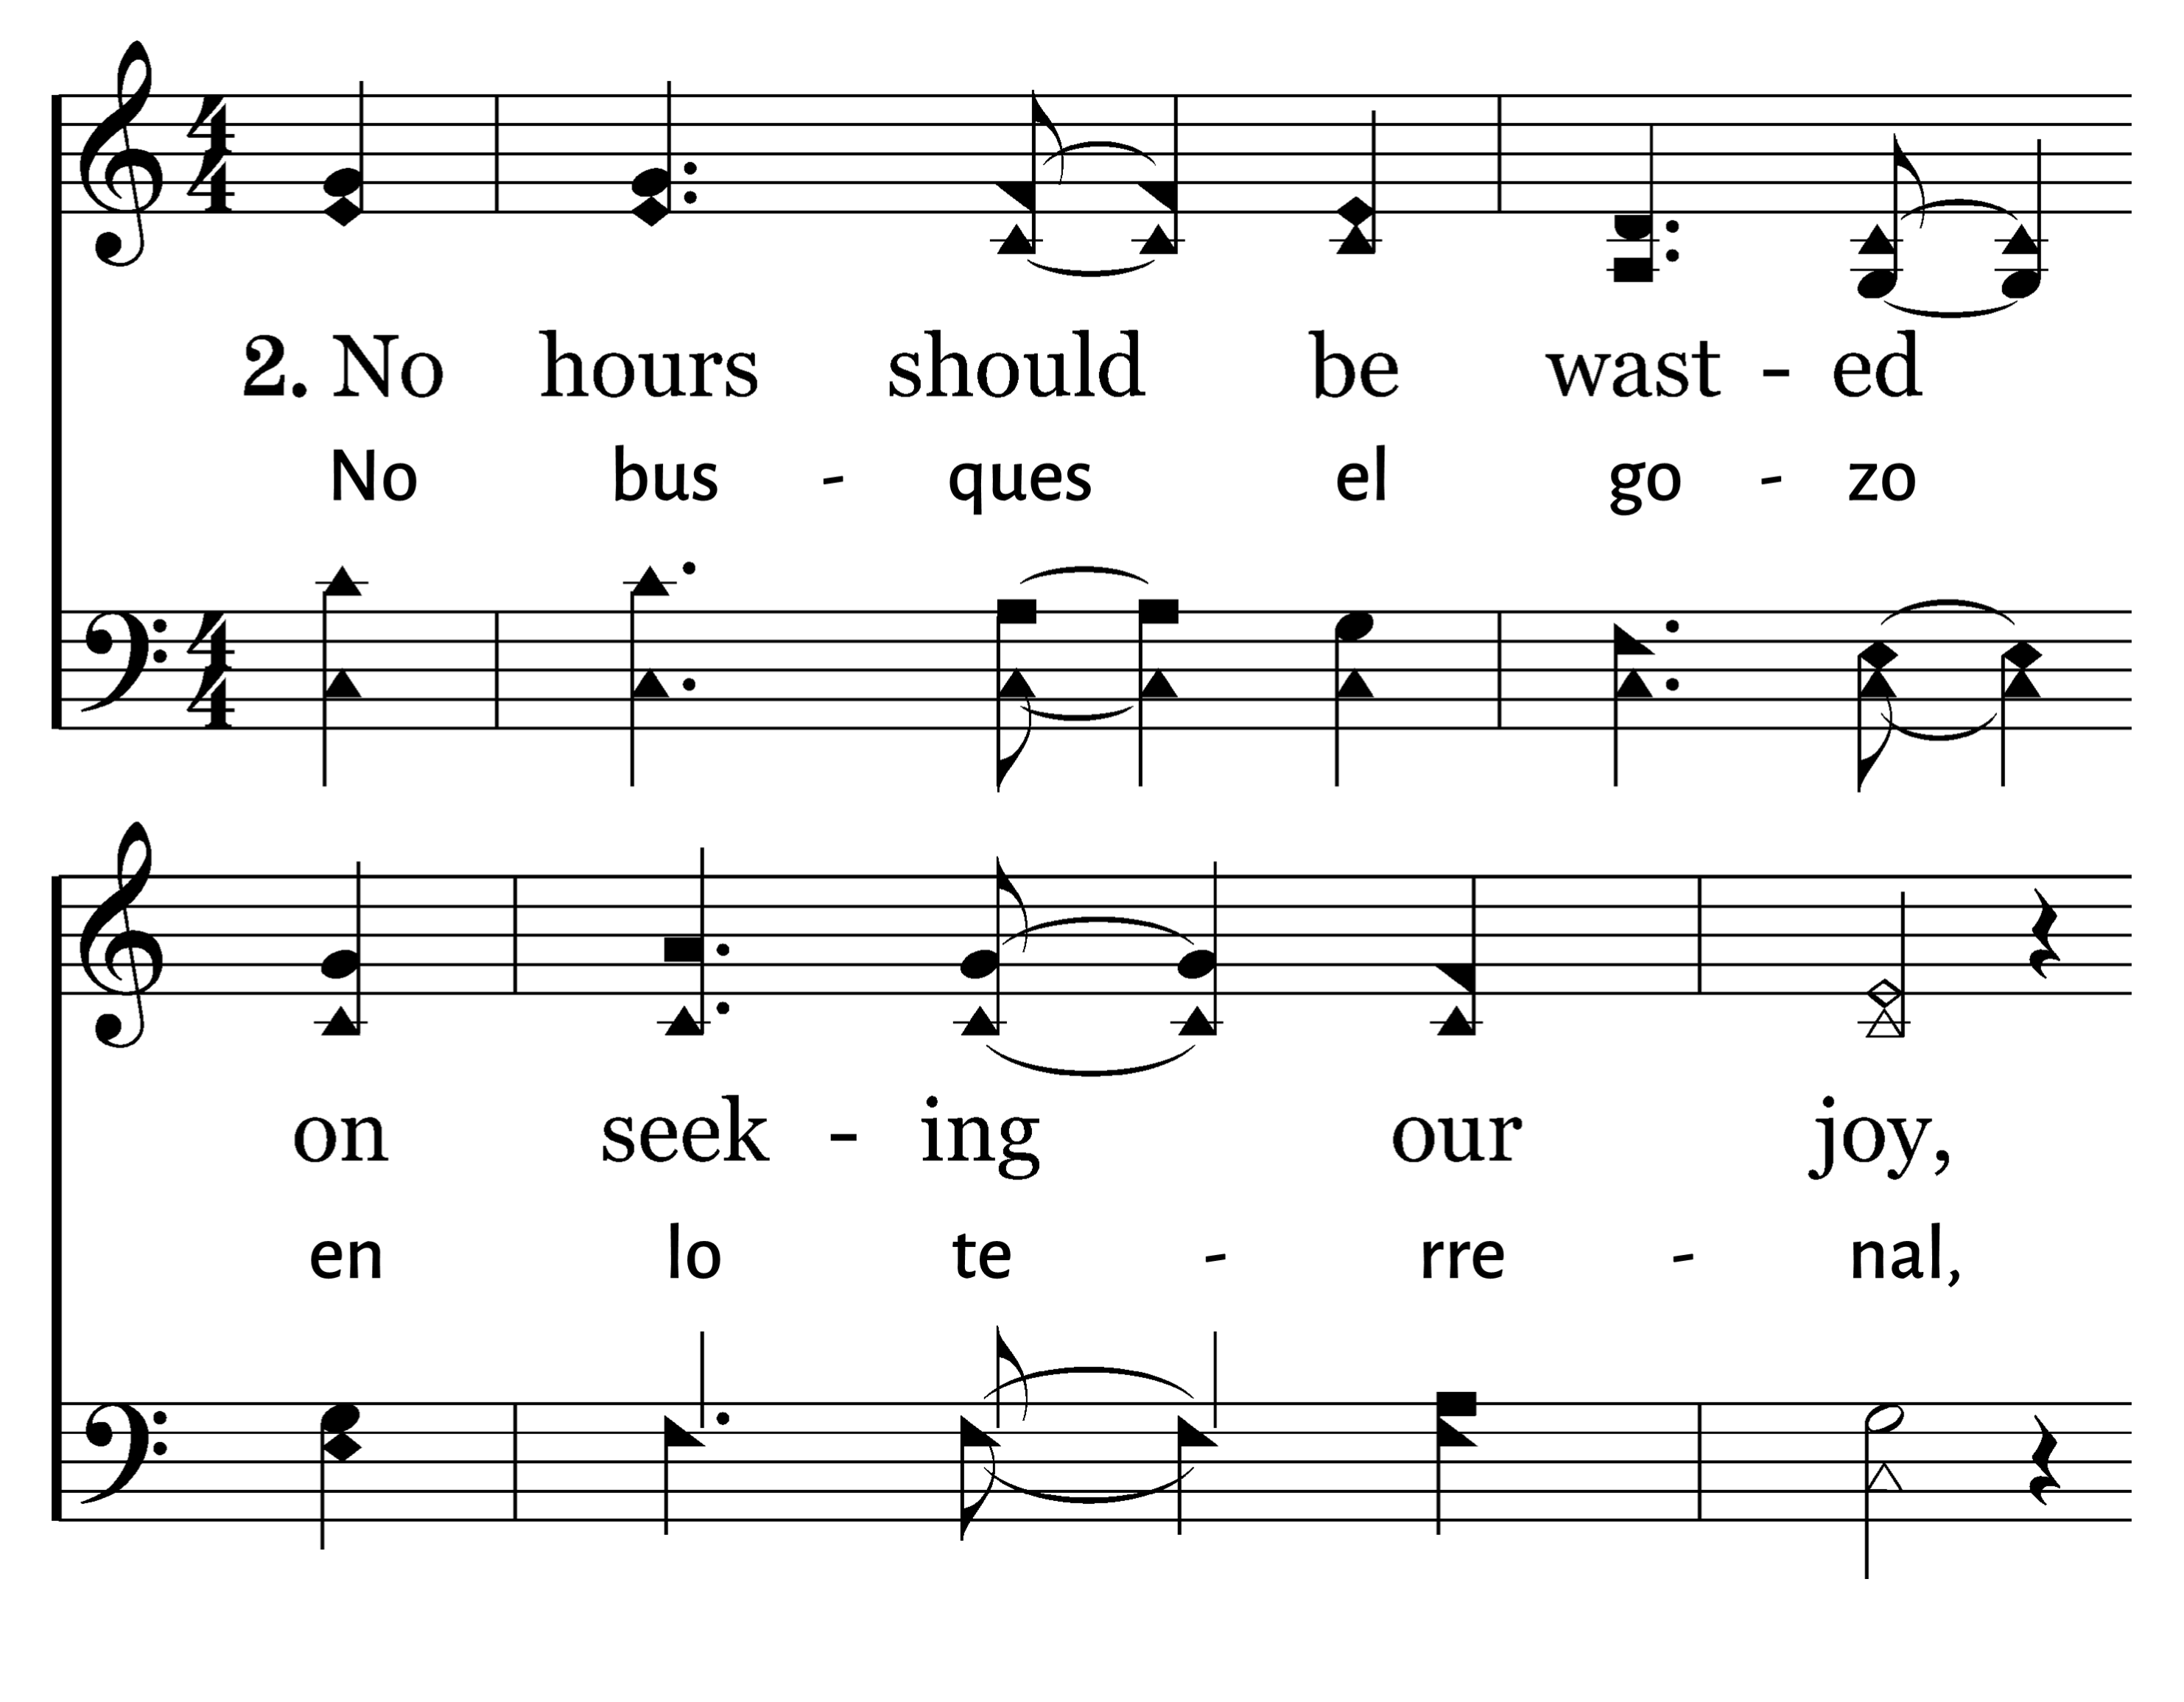 2. No hours should be wast - ed
No bus - ques el go - zo
on seek - ing our joy,
en lo te - rre - nal,